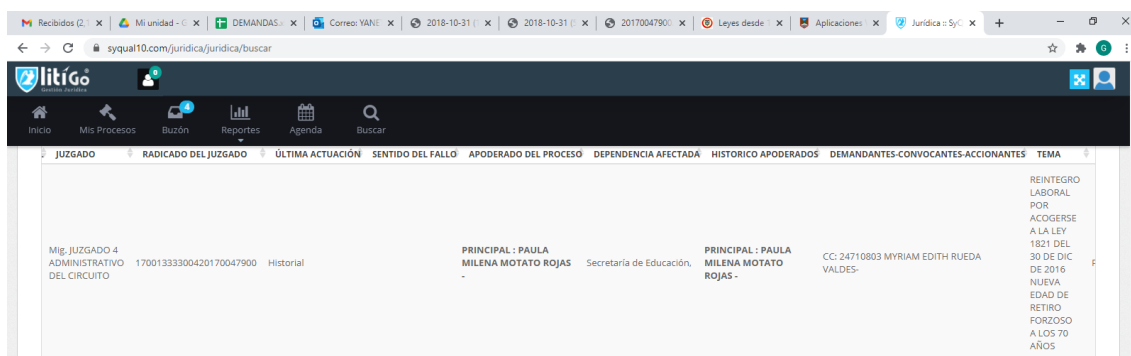 Recibidos (2,1
Mi unidad - G
DEMANDAS.x
Correo: YANE
2018-10-31 (1
2018-10-31 (5
20170047900
Leyes desde 1
Aplicaciones
Jurídica :: SyC
syqual10.com/juridica/juridica/buscar
G
litíGo
Gestión Jurídica
0
Inicio
Mis Procesos
4
Buzón
Reportes
Agenda
Buscar
JUZGADO
RADICADO DEL JUZGADO
ÚLTIMA ACTUACIÓN
SENTIDO DEL FALLO
APODERADO DEL PROCESO
DEPENDENCIA AFECTADA
HISTORICO APODERADOS
DEMANDANTES-CONVOCANTES-ACCIONANTES
TEMA
Mig. JUZGADO 4
ADMINISTRATIVO
DEL CIRCUITO
17001333300420170047900
Historial
PRINCIPAL : PAULA
MILENA MOTATO ROJAS
-
Secretaría de Educación,
PRINCIPAL : PAULA
MILENA MOTATO
ROJAS -
CC: 24710803 MYRIAM EDITH RUEDA
VALDES-
REINTEGRO
LABORAL
POR
ACOGERSE
A LA LEY
1821 DEL
30 DE DIC
DE 2016
NUEVA
EDAD DE
RETIRO
FORZOSO
A LOS 70
AÑOS